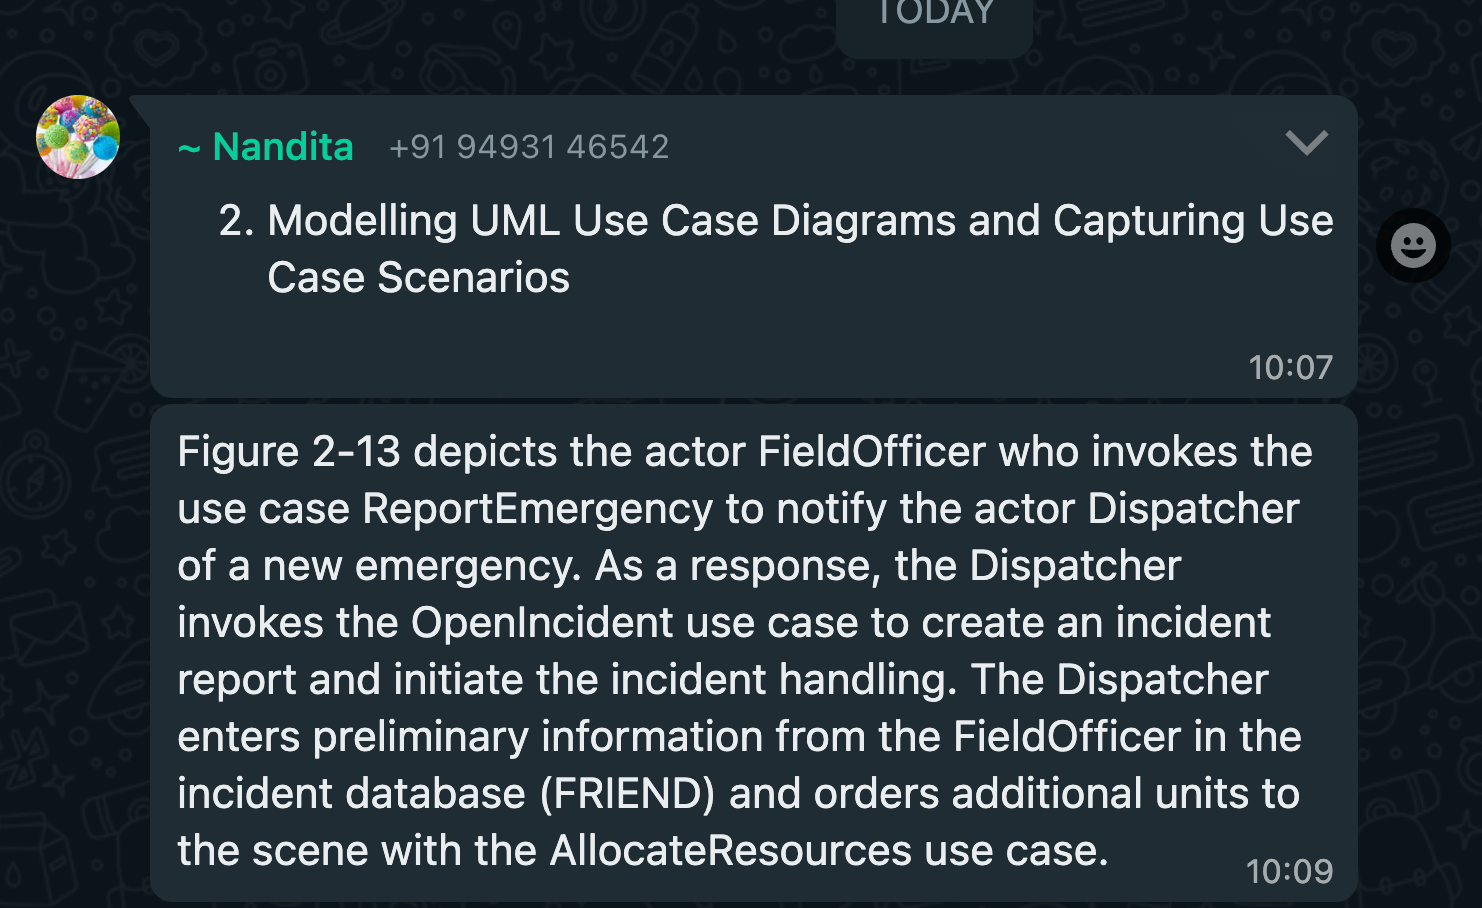 TODAY
~ Nandita +91 94931 46542
2. Modelling UML Use Case Diagrams and Capturing Use
Case Scenarios
10:07
Figure 2-13 depicts the actor FieldOfficer who invokes the
use case ReportEmergency to notify the actor Dispatcher
of a new emergency. As a response, the Dispatcher
invokes the OpenIncident use case to create an incident
report and initiate the incident handling. The Dispatcher
enters preliminary information from the FieldOfficer in the
incident database (FRIEND) and orders additional units to
the scene with the AllocateResources use case.
10:09